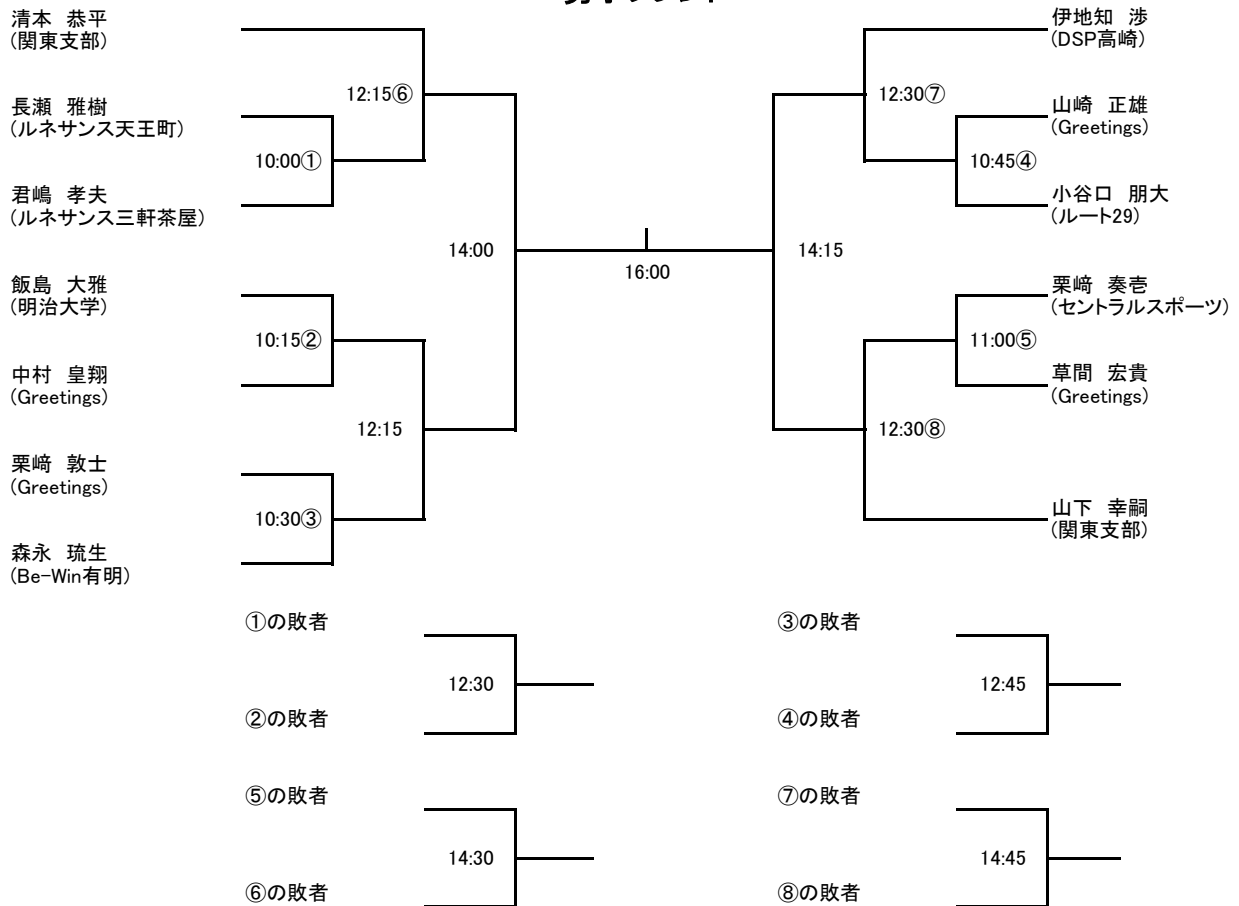 清本 恭平
(関東支部)
12:15⑥
長瀬 雅樹
(ルネサンス天王町)
10:00①
君嶋 孝夫
(ルネサンス三軒茶屋)
14:00
飯島 大雅
(明治大学)
10:15②
中村 皇翔
(Greetings)
12:15
栗﨑 敦士
(Greetings)
10:30③
森永 琉生
(Be-Win有明)
16:00
伊地知 渉
(DSP高崎)
12:30⑦
山崎 正雄
(Greetings)
10:45④
小谷口 朋大
(ルート29)
14:15
栗﨑 奏壱
(セントラルスポーツ)
11:00⑤
草間 宏貴
(Greetings)
12:30⑧
山下 幸嗣
(関東支部)
①の敗者
12:30
②の敗者
③の敗者
12:45
④の敗者
⑤の敗者
14:30
⑥の敗者
⑦の敗者
14:45
⑧の敗者